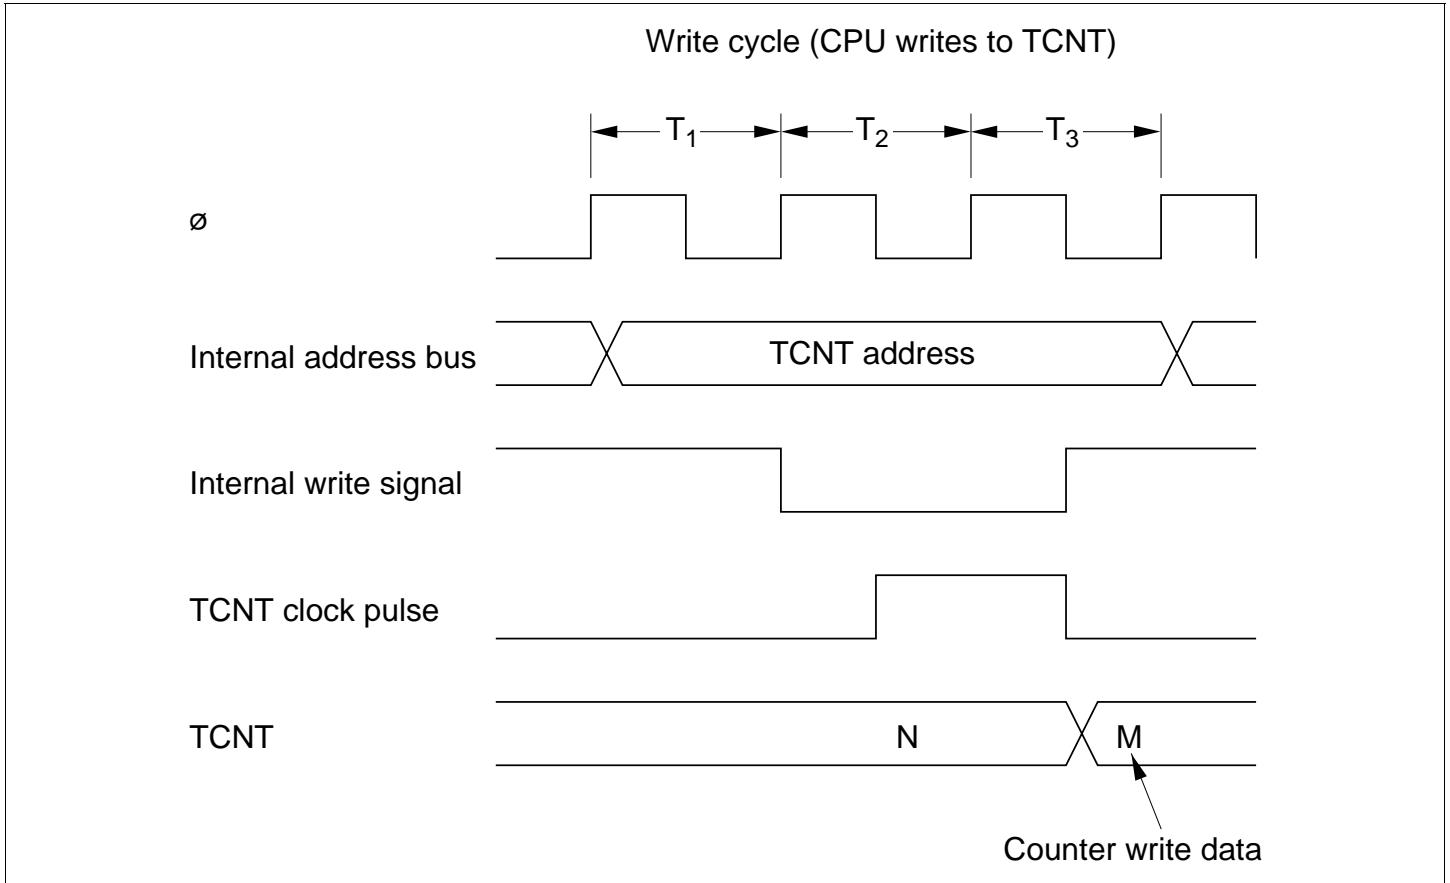 Write cycle (CPU writes to TCNT)
T1 T2 T3
ø
Internal address bus TCNT address
Internal write signal
TCNT clock pulse
TCNT N M
Counter write data